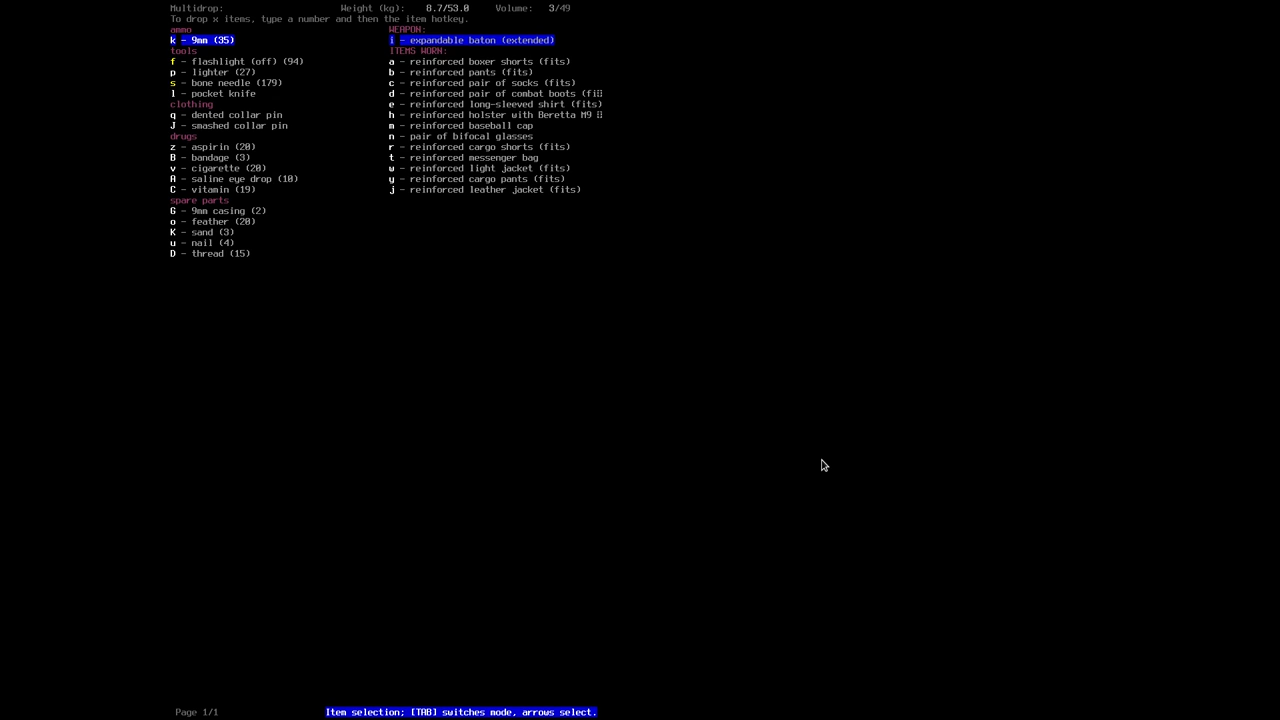 Multidrop: Weight (kg): 8.7/53.0 Volume: 3/49
To drop x items, type a number and then the item hotkey.
ammo
k - 9mm (35)
tools
f - flashlight (off) (94)
p - lighter (27)
s - bone needle (179)
l - pocket knife
clothing
q - dented collar pin
J - smashed collar pin
drugs
z - aspirin (20)
B - bandage (3)
v - cigarette (20)
A - saline eye drop (10)
C - vitamin (19)
spare parts
G - 9mm casing (2)
o - feather (20)
K - sand (3)
u - nail (4)
D - thread (15)
WEAPON:
i - expandable baton (extended)
ITEMS WORN:
a - reinforced boxer shorts (fits)
b - reinforced pants (fits)
c - reinforced pair of socks (fits)
d - reinforced pair of combat boots (fi
e - reinforced long-sleeved shirt (fits)
h - reinforced holster with Beretta M9
m - reinforced baseball cap
n - pair of bifocal glasses
r - reinforced cargo shorts (fits)
t - reinforced messenger bag
w - reinforced light jacket (fits)
y - reinforced cargo pants (fits)
j - reinforced leather jacket (fits)
Page 1/1
Item selection; [TAB] switches mode, arrows select.